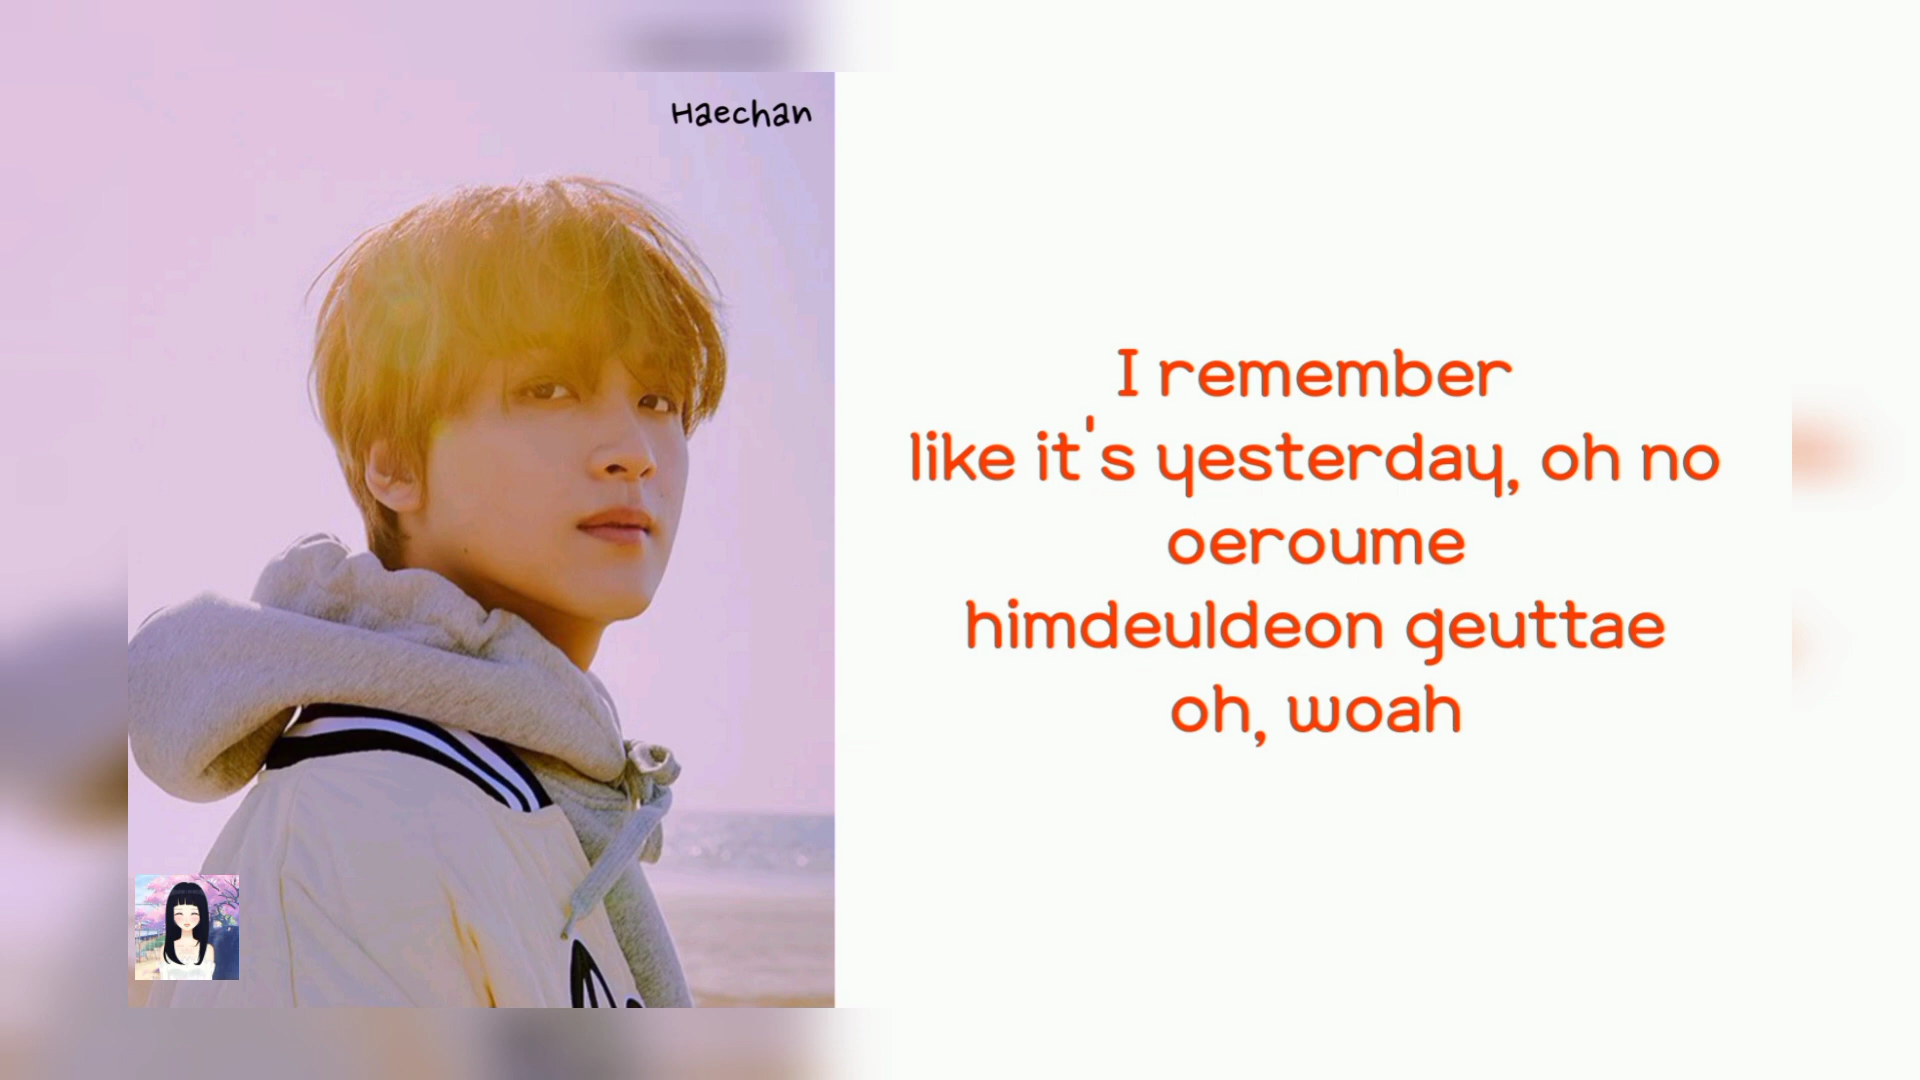 Haechan
I remember
like it's yesterday, oh no
oeroume
himdeuldeon geuttae
oh, woah